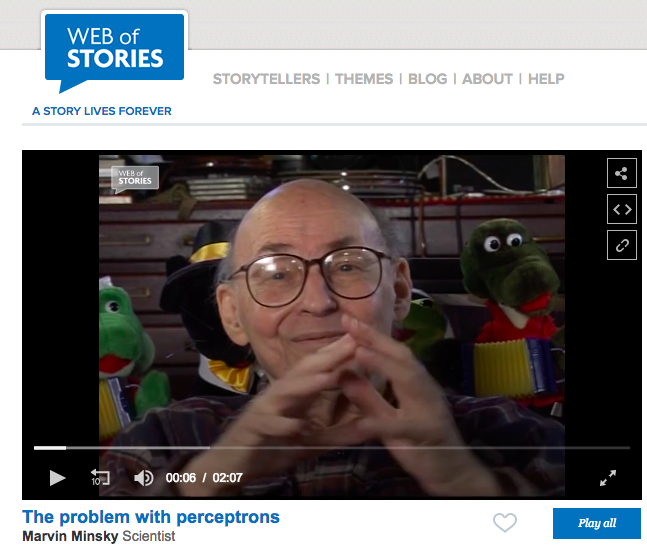 WEB of
STORIES
STORYTELLERS | THEMES | BLOG | ABOUT | HELP
A STORY LIVES FOREVER
WEB of
STORIES
10
00:06 / 02:07
The problem with perceptrons
Marvin Minsky Scientist
Play all